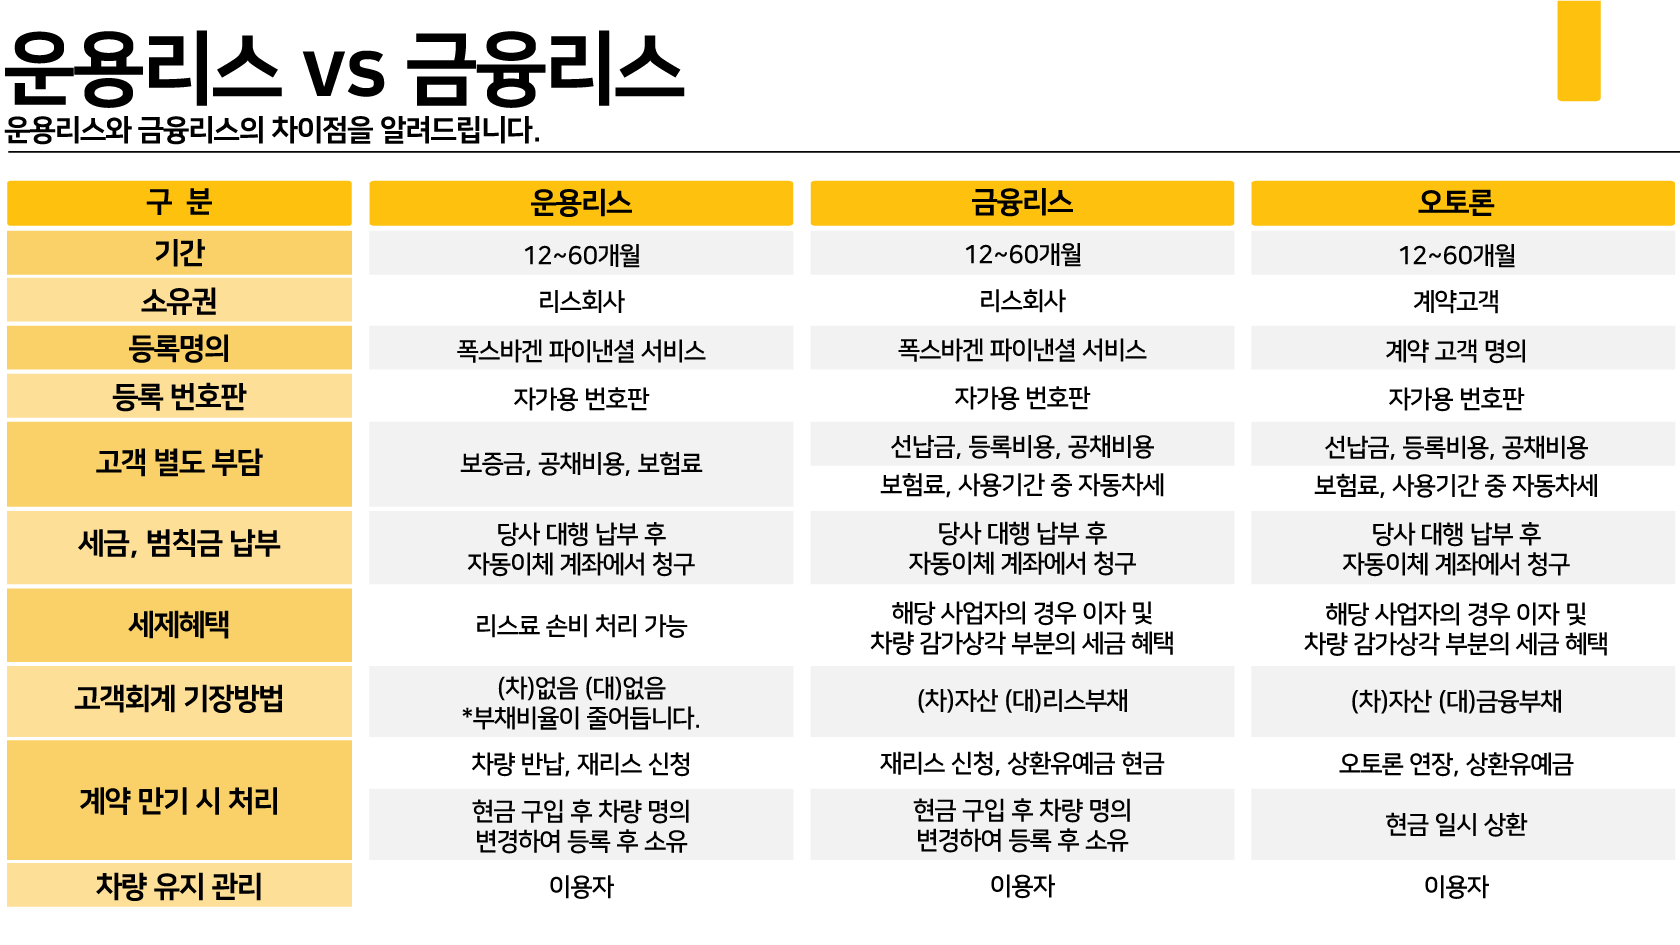 운용리스 vs 금융리스
운용리스와 금융리스의 차이점을 알려드립니다.
구 분
운용리스
금융리스
오토론
기간
12~60개월
12~60개월
12~60개월
소유권
리스회사
리스회사
계약고객
등록명의
폭스바겐 파이낸셜 서비스
폭스바겐 파이낸셜 서비스
계약 고객 명의
등록 번호판
자가용 번호판
자가용 번호판
자가용 번호판
고객 별도 부담
보증금, 공채비용, 보험료
선납금, 등록비용, 공채비용
보험료, 사용기간 중 자동차세
선납금, 등록비용, 공채비용
보험료, 사용기간 중 자동차세
세금, 범칙금 납부
당사 대행 납부 후
자동이체 계좌에서 청구
당사 대행 납부 후
자동이체 계좌에서 청구
당사 대행 납부 후
자동이체 계좌에서 청구
세제혜택
리스료 손비 처리 가능
해당 사업자의 경우 이자 및
차량 감가상각 부분의 세금 혜택
해당 사업자의 경우 이자 및
차량 감가상각 부분의 세금 혜택
고객회계 기장방법
(차)없음 (대)없음
*부채비율이 줄어듭니다.
(차)자산 (대)리스부채
(차)자산 (대)금융부채
계약 만기 시 처리
차량 반납, 재리스 신청
현금 구입 후 차량 명의
변경하여 등록 후 소유
재리스 신청, 상환유예금 현금
현금 구입 후 차량 명의
변경하여 등록 후 소유
오토론 연장, 상환유예금
현금 일시 상환
차량 유지 관리
이용자
이용자
이용자